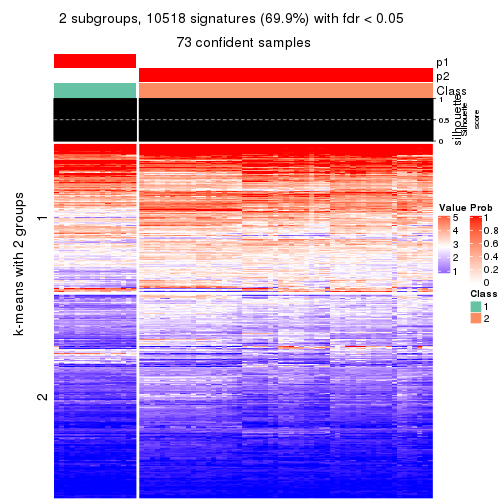 2 subgroups, 10518 signatures (69.9%) with fdr < 0.05
73 confident samples
p1
p2
Class
1
0.5
0
silhouette
Silhouette
score
k-means with 2 groups
1
2
Value
5
4
3
2
1
Prob
1
0.8
0.6
0.4
0.2
0
Class
1
2